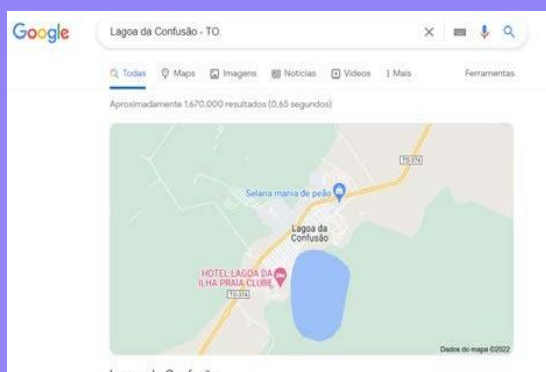 Google
Lagoa da Confusão - TO.
Todas Maps Imagens Notícias Vídeos Mais Ferramentas
Aproximadamente 1.670.000 resultados (0,65 segundos)
TO-374
Selaria mania de peão
Lagoa da
Confusão
HOTEL LAGOA DA
ILHA PRAIA CLUBE
TO-374
Dados do mapa ©2022